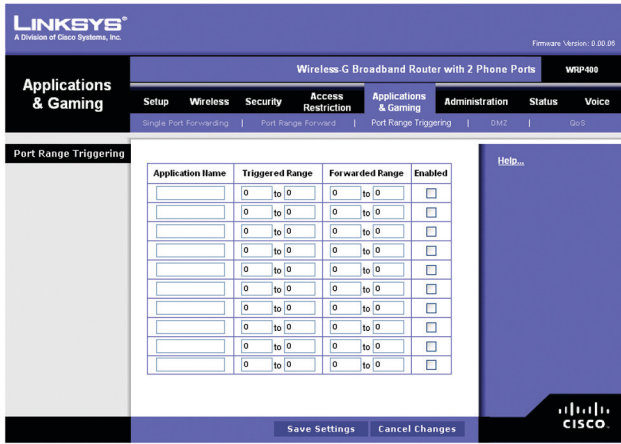 LINKSYS®
A Division of Cisco Systems, Inc.
Firmware Version: 0.00.06
Wireless-G Broadband Router with 2 Phone Ports WRP400
Applications & Gaming
Setup Wireless Security Access Restriction Applications & Gaming Administration Status Voice
Single Port Forwarding | Port Range Forward | Port Range Triggering | DMZ | QoS
Port Range Triggering
Help...
Application Name Triggered Range Forwarded Range Enabled
0 to 0 0 to 0
0 to 0 0 to 0
0 to 0 0 to 0
0 to 0 0 to 0
0 to 0 0 to 0
0 to 0 0 to 0
0 to 0 0 to 0
0 to 0 0 to 0
0 to 0 0 to 0
0 to 0 0 to 0
Save Settings Cancel Changes
CISCO.